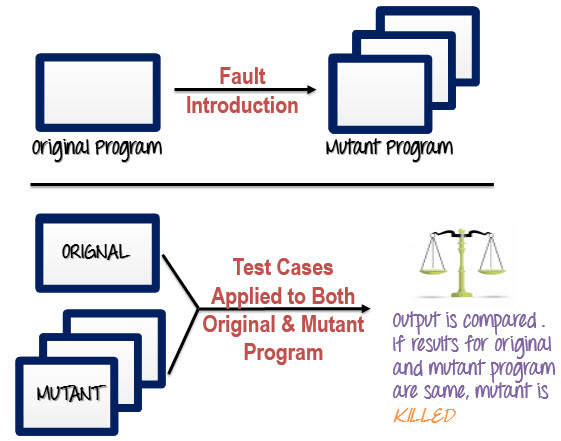 Fault
Introduction
Original Program
Mutant Program
ORIGNAL
MUTANT
Test Cases
Applied to Both
Original & Mutant
Program
Output is compared .
If results for original
and mutant program
are same, mutant is
KILLED